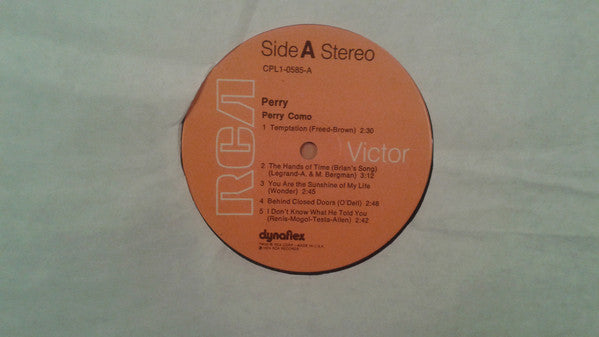 Side A Stereo
CPL1-0585-A
RCA
Victor
Perry
Perry Como
1 Temptation (Freed-Brown) 2:30
2 The Hands of Time (Brian's Song)
(Legrand-A. & M. Bergman) 3:12
3 You Are the Sunshine of My Life
(Wonder) 2:45
4 Behind Closed Doors (O'Dell) 2:48
5 I Don't Know What He Told You
(Renis-Mogol-Testa-Allen) 2:42
dynaflex